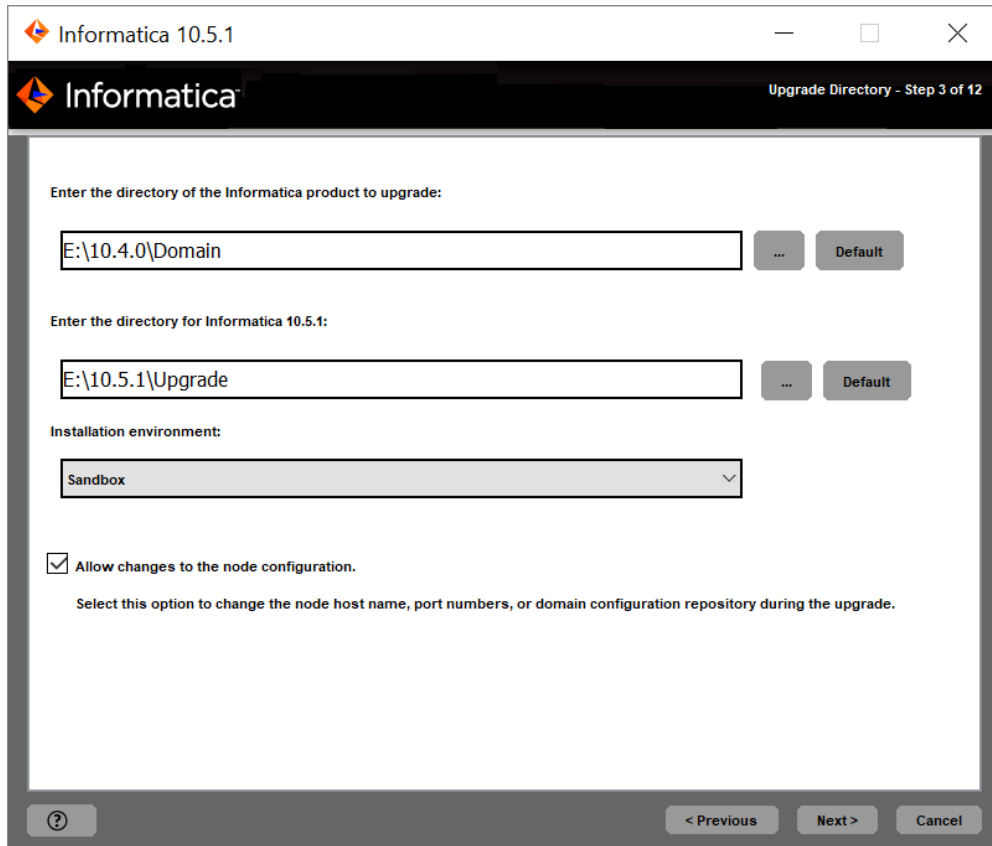 Informatica 10.5.1
Informatica
Upgrade Directory - Step 3 of 12
Enter the directory of the Informatica product to upgrade:
E:\10.4.0\Domain
...
Default
Enter the directory for Informatica 10.5.1:
E:\10.5.1\Upgrade
...
Default
Installation environment:
Sandbox
Allow changes to the node configuration.
Select this option to change the node host name, port numbers, or domain configuration repository during the upgrade.
?
< Previous
Next >
Cancel